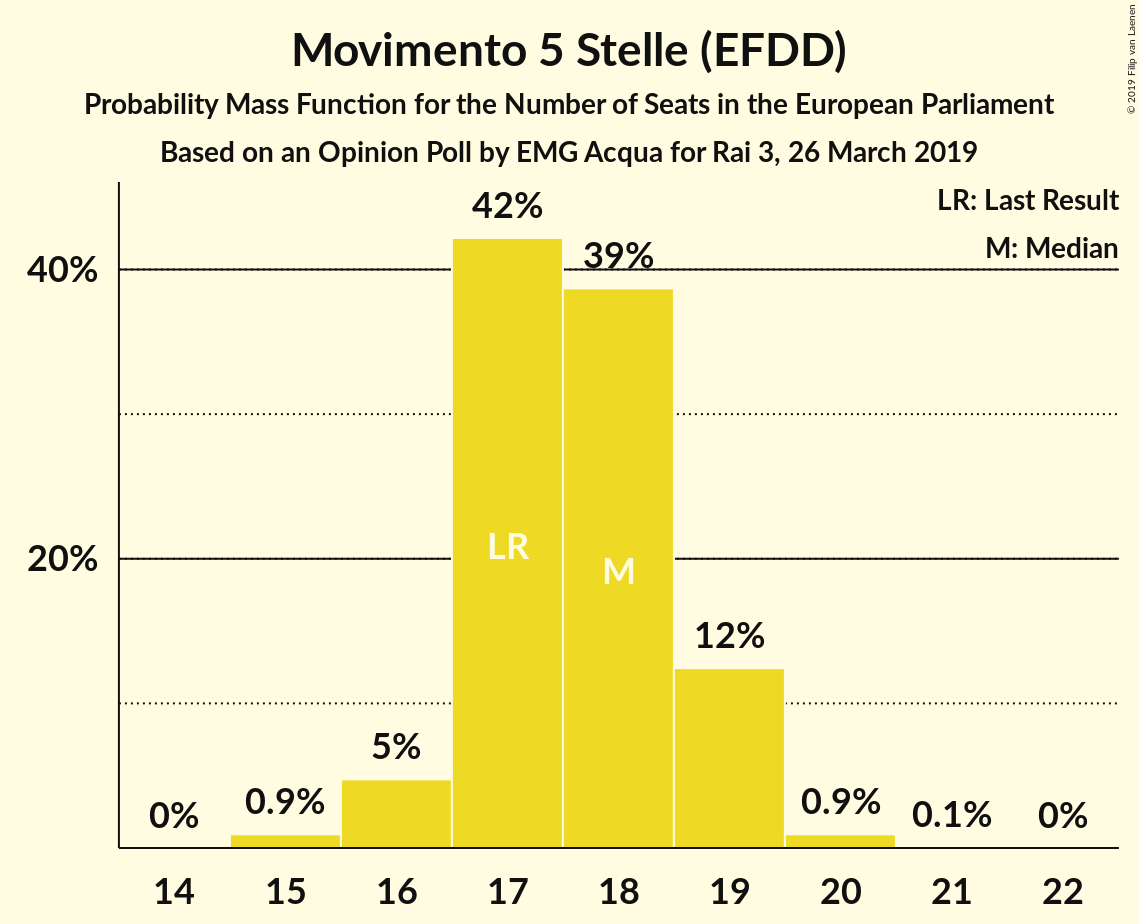 Movimento 5 Stelle (EFDD)
Probability Mass Function for the Number of Seats in the European Parliament
Based on an Opinion Poll by EMG Acqua for Rai 3, 26 March 2019
© 2019 Filip van Laenen
LR: Last Result
M: Median
40%
20%
0%
0.9%
5%
42%
39%
12%
0.9%
0.1%
0%
LR
M
14 15 16 17 18 19 20 21 22